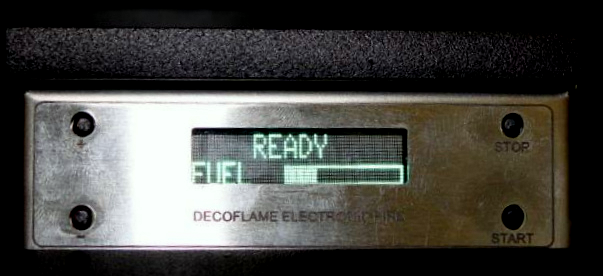 READY
FUEL
+
STOP
DECOFLAME ELECTRONIC FIRE
-
START